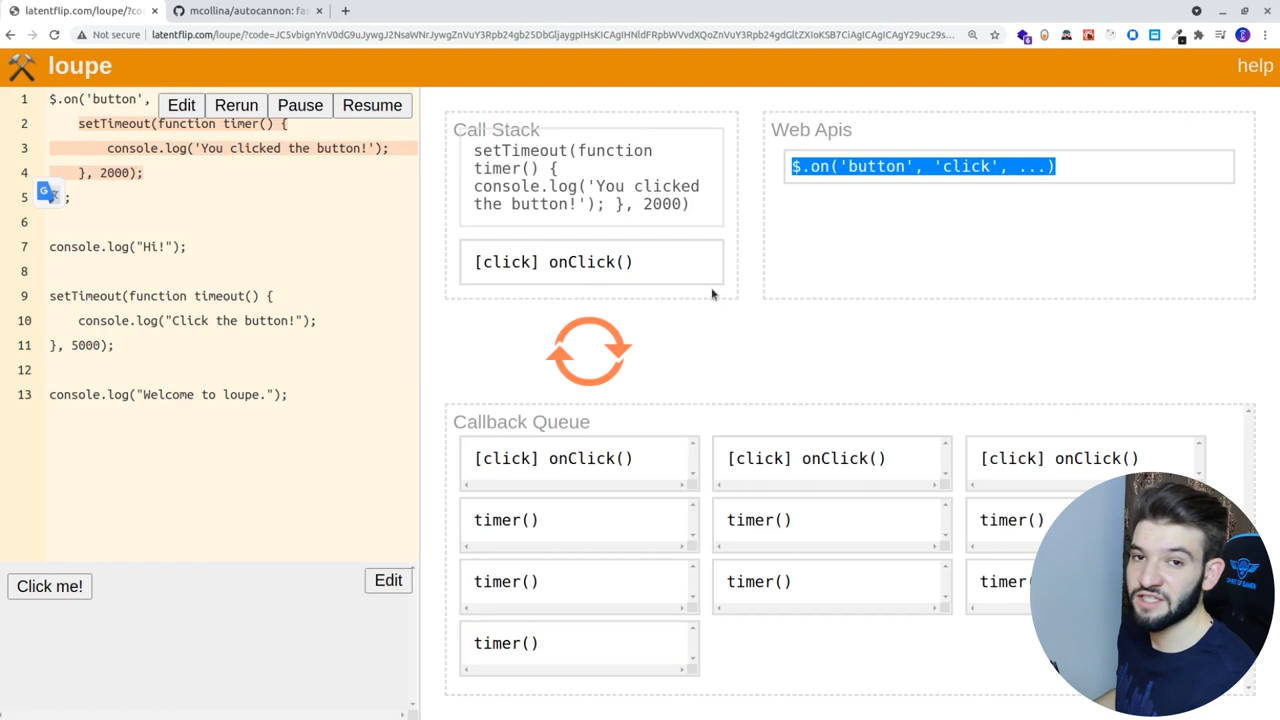 latentflip.com/loupe/?co
mcollina/autocannon: fas
Not secure
latentflip.com/loupe/?code=JC5vbignYnV0dG9uJywgJ2NsaWNrJywgZnVuY3Rpb24gb25DbGljaygpIHsKICAgIHNldFRpbWVvdXQoZnVuY3Rpb24gdGltZXIoKSB7CiAgICAgICAgY29uc29s...
loupe
help
1 $.on('button',
Edit
Rerun
Pause
Resume
2 setTimeout(function timer() {
3 console.log('You clicked the button!');
4 }, 2000);
5 ;
6
7 console.log("Hi!");
8
9 setTimeout(function timeout() {
10 console.log("Click the button!");
11 }, 5000);
12
13 console.log("Welcome to loupe.");
Click me!
Edit
Call Stack
setTimeout(function
timer() {
console.log('You clicked
the button!'); }, 2000)
[click] onClick()
Web Apis
$.on('button', 'click', ...)
Callback Queue
[click] onClick()
[click] onClick()
[click] onClick()
timer()
timer()
timer()
timer()
timer()
timer()